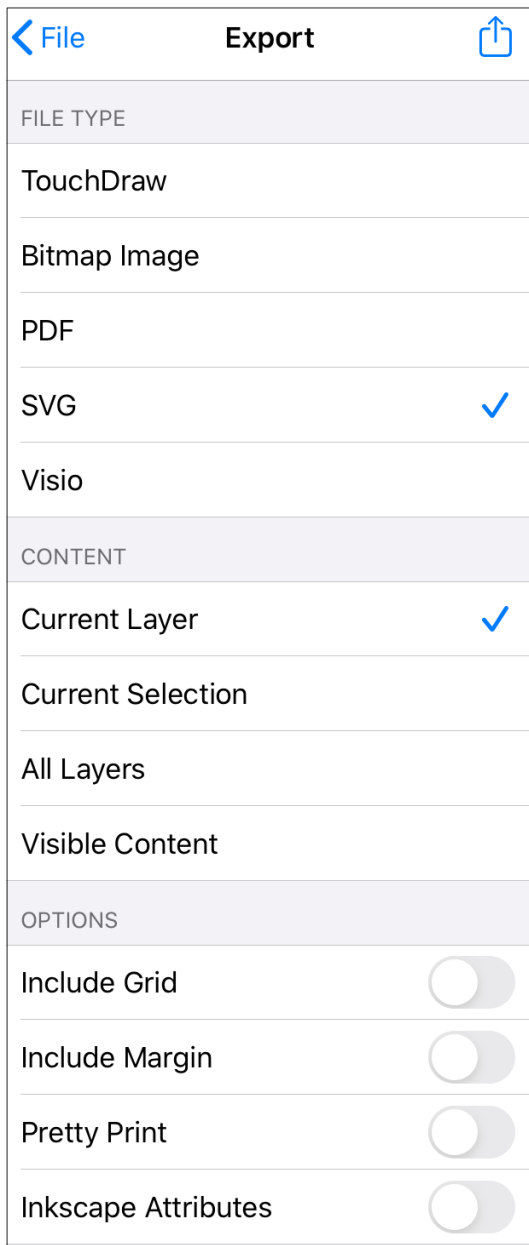 File
Export
FILE TYPE
TouchDraw
Bitmap Image
PDF
SVG
Visio
CONTENT
Current Layer
Current Selection
All Layers
Visible Content
OPTIONS
Include Grid
Include Margin
Pretty Print
Inkscape Attributes